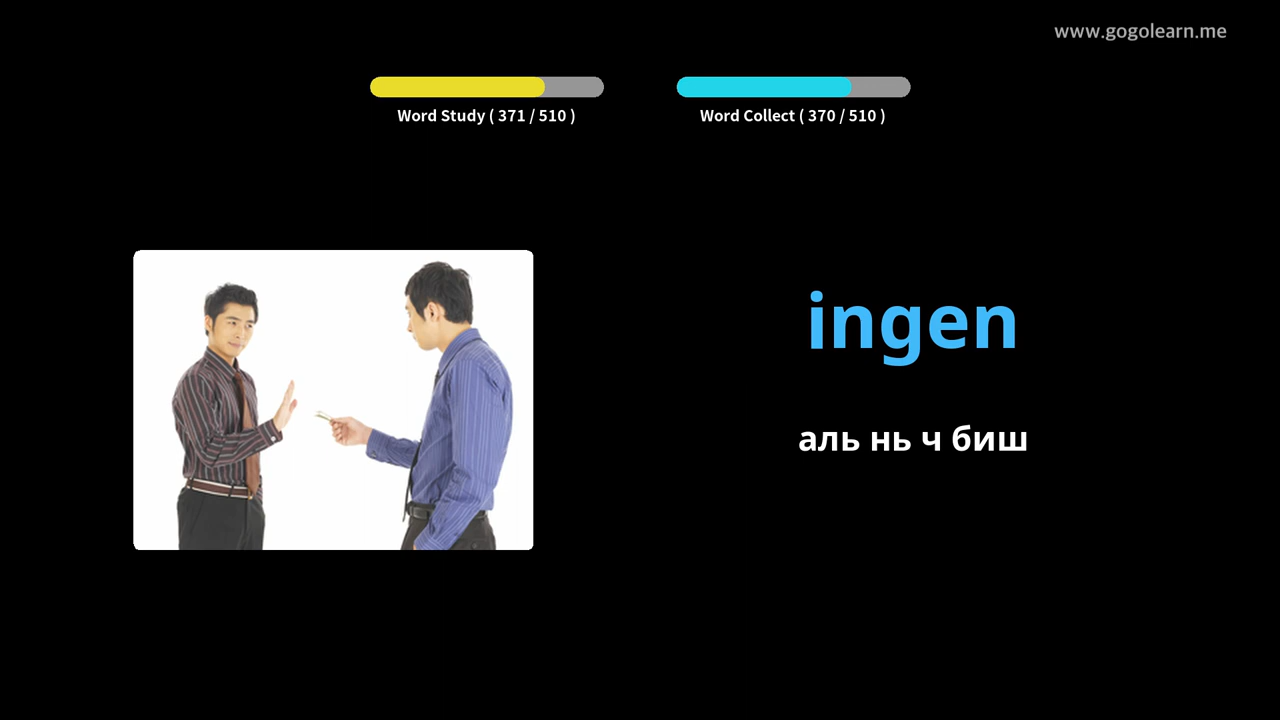 www.gogolearn.me
Word Study ( 371 / 510 )
Word Collect ( 370 / 510 )
ingen
аль нь ч биш